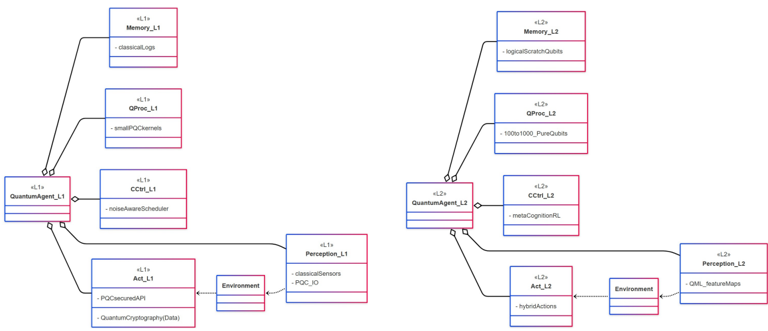 «L1»
Memory_L1
- classicalLogs
«L1»
QProc_L1
- smallPQCkernels
«L1»
QuantumAgent_L1
«L1»
CCtrl_L1
- noiseAwareScheduler
«L1»
Perception_L1
- classicalSensors
- PQC_IO
«L1»
Act_L1
- PQCsecuredAPI
- QuantumCryptography(Data)
Environment
«L2»
Memory_L2
- logicalScratchQubits
«L2»
QProc_L2
- 100to1000_PureQubits
«L2»
QuantumAgent_L2
«L2»
CCtrl_L2
- metaCognitionRL
«L2»
Perception_L2
- QML_featureMaps
«L2»
Act_L2
- hybridActions
Environment